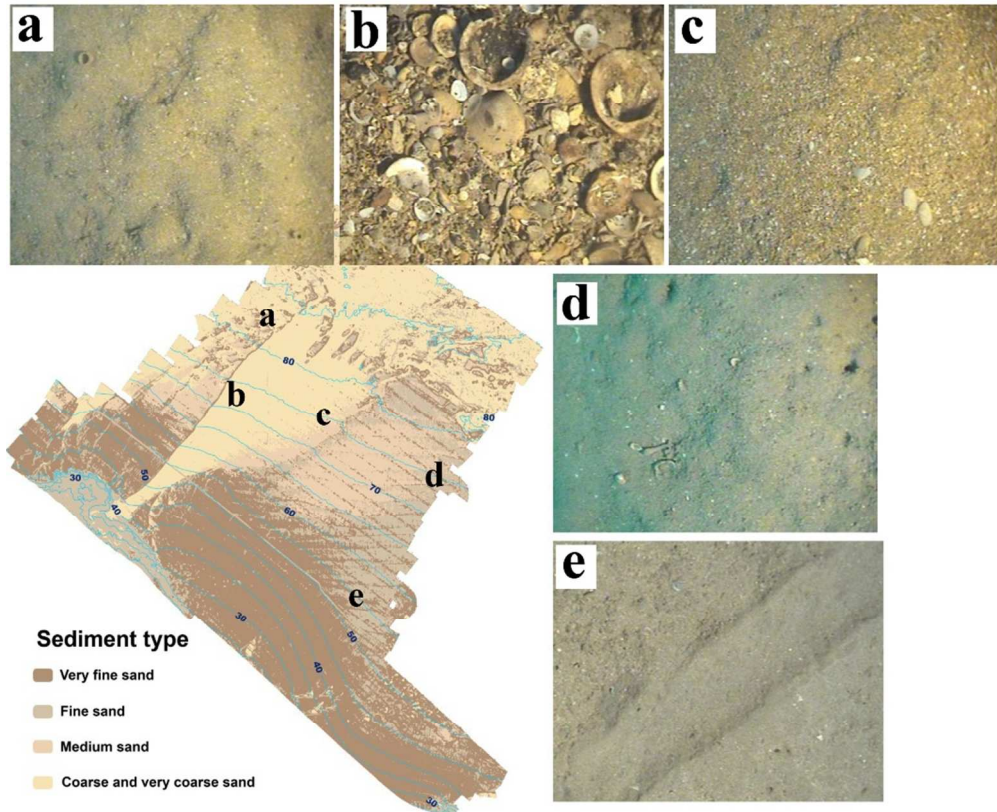 a
b
c
a
80
b
c
80
d
30
50
40
70
60
e
30
50
40
30
d
e
Sediment type
Very fine sand
Fine sand
Medium sand
Coarse and very coarse sand